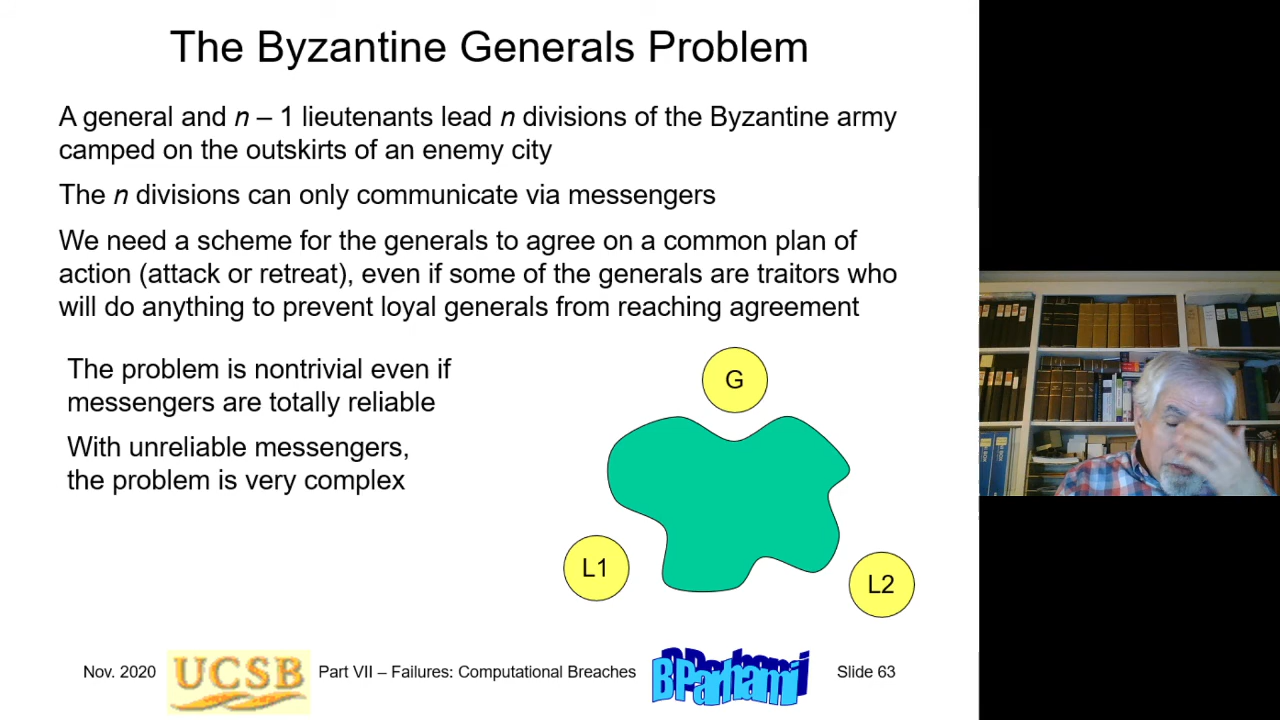 The Byzantine Generals Problem
A general and n – 1 lieutenants lead n divisions of the Byzantine army
camped on the outskirts of an enemy city
The n divisions can only communicate via messengers
We need a scheme for the generals to agree on a common plan of
action (attack or retreat), even if some of the generals are traitors who
will do anything to prevent loyal generals from reaching agreement
The problem is nontrivial even if
messengers are totally reliable
With unreliable messengers,
the problem is very complex
G
L1
L2
Nov. 2020
UCSB
Part VII – Failures: Computational Breaches
B Parhami
Slide 63